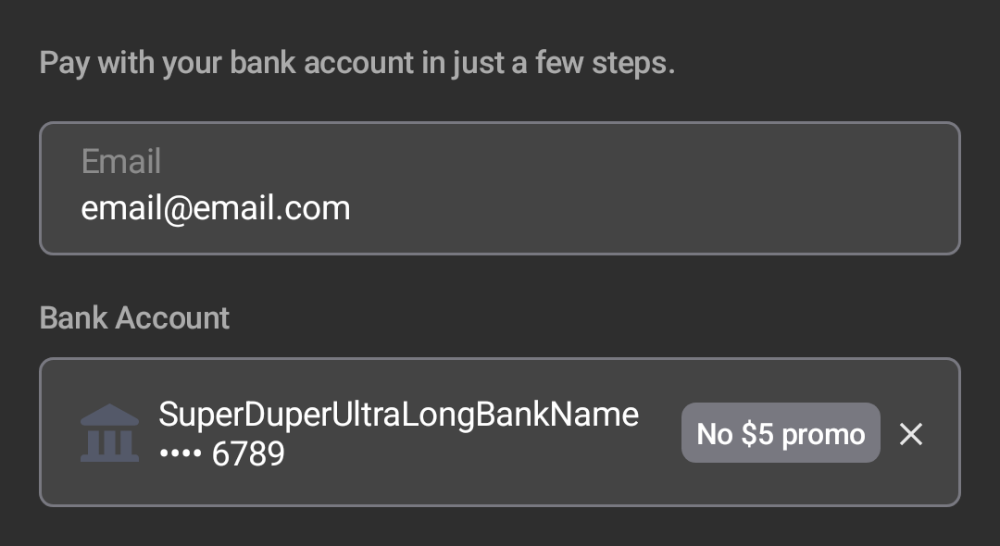 Pay with your bank account in just a few steps.
Email
email@email.com
Bank Account
SuperDuperUltraLongBankName
•••• 6789
No $5 promo